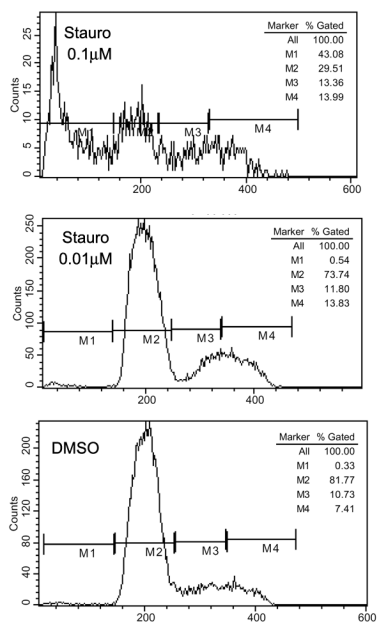 Stauro
0.1µM
Marker % Gated
All 100.00
M1 43.08
M2 29.51
M3 13.36
M4 13.99
Counts
0 5 10 15 20 25
M3
M4
200 400 600
Stauro
0.01µM
Marker % Gated
All 100.00
M1 0.54
M2 73.74
M3 11.80
M4 13.83
Counts
0 50 100 150 200 250
M1
M2
M3
M4
200 400
DMSO
Marker % Gated
All 100.00
M1 0.33
M2 81.77
M3 10.73
M4 7.41
Counts
0 40 80 120 160 200
M1
M2
M3
M4
200 400 600